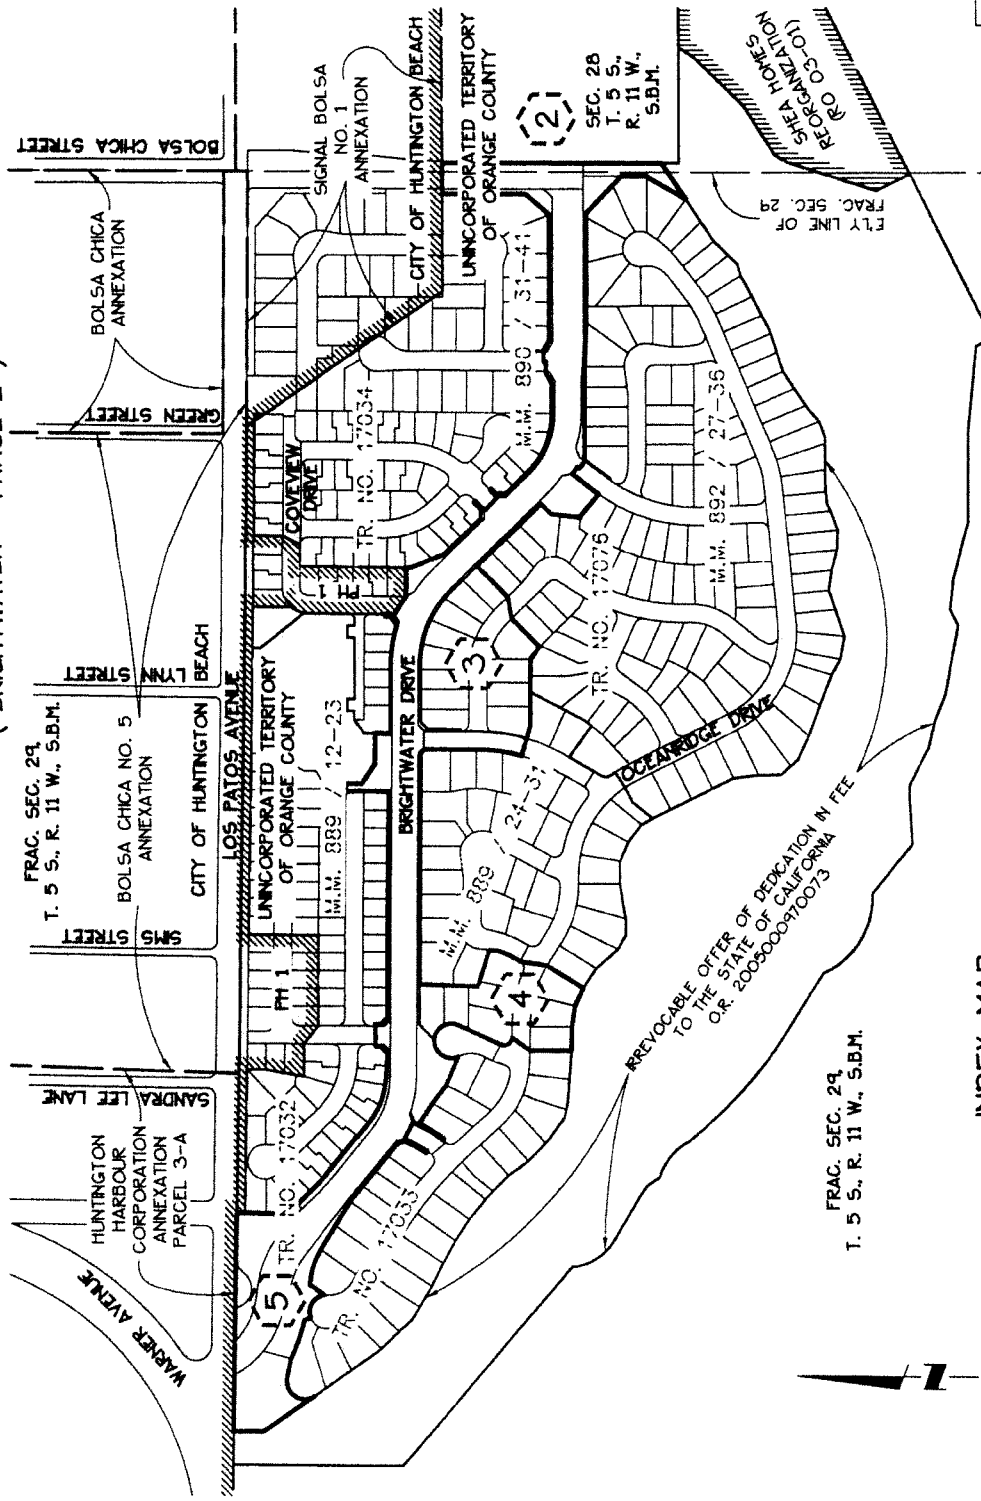 FRAC. SEC. 29,
T. 5 S., R. 11 W., S.B.M.
BOLSA CHICA NO. 5
ANNEXATION
BOLSA CHICA
ANNEXATION
WARNER AVENUE
HUNTINGTON
HARBOUR
CORPORATION
ANNEXATION
PARCEL 3-A
SANDRA LEE LANE
SIMS STREET
LYNN STREET
GREEN STREET
BOLSA CHICA STREET
CITY OF HUNTINGTON BEACH
LOS PATOS AVENUE
UNINCORPORATED TERRITORY
OF ORANGE COUNTY
SIGNAL BOLSA
NO. 1
ANNEXATION
CITY OF HUNTINGTON BEACH
UNINCORPORATED TERRITORY
OF ORANGE COUNTY
PH 1
PH 1
COVEVIEW
DRIVE
TR. NO. 17032
M.M. 889 / 12-23
TR. NO. 17034
M.M. 890 / 31-41
BRIGHTWATER DRIVE
5
4
3
2
SEC. 28
T. 5 S.,
R. 11 W.,
S.B.M.
TR. NO. 17033
M.M. 889 / 24-31
TR. NO. 17076
M.M. 892 / 27-36
OCEANRIDGE DRIVE
SHEA HOMES
REORGANIZATION
(RO 03-01)
E'LY LINE OF
FRAC. SEC. 29
IRREVOCABLE OFFER OF DEDICATION IN FEE
TO THE STATE OF CALIFORNIA
O.R. 2005000970073
FRAC. SEC. 29,
T. 5 S., R. 11 W., S.B.M.